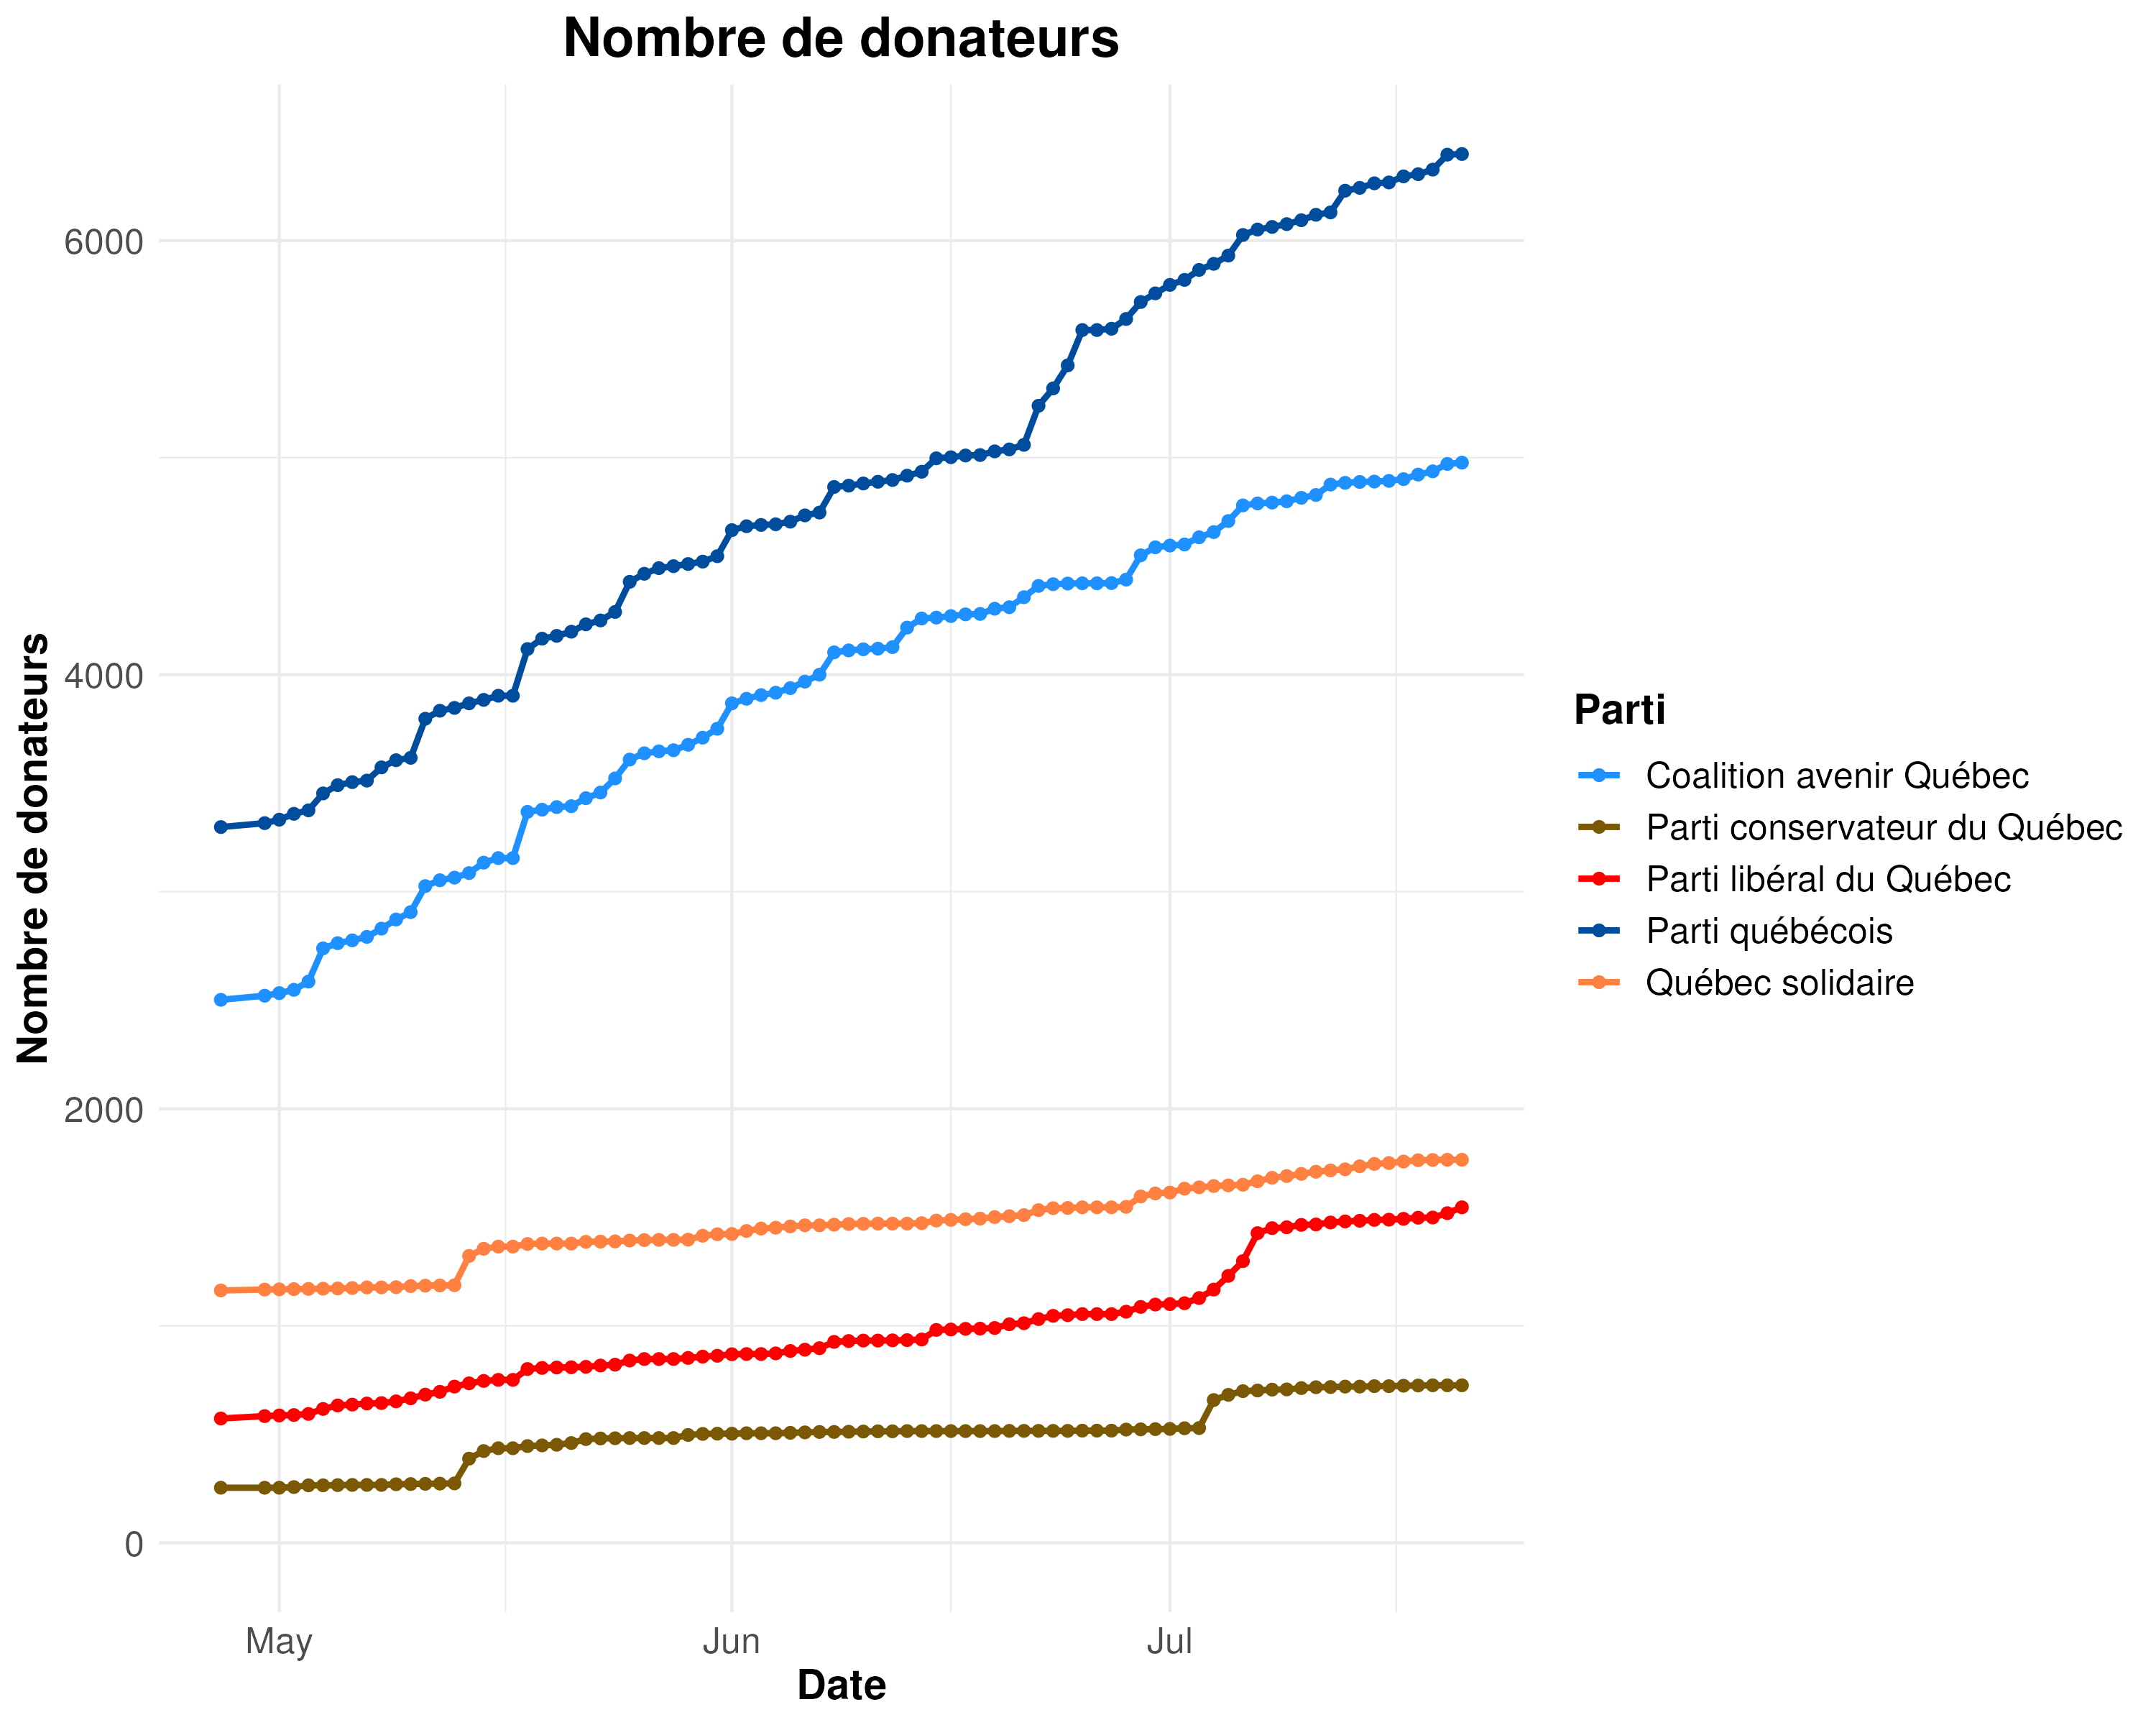 Nombre de donateurs
Nombre de donateurs
6000
4000
2000
0
May
Jun
Jul
Date
Parti
Coalition avenir Québec
Parti conservateur du Québec
Parti libéral du Québec
Parti québécois
Québec solidaire